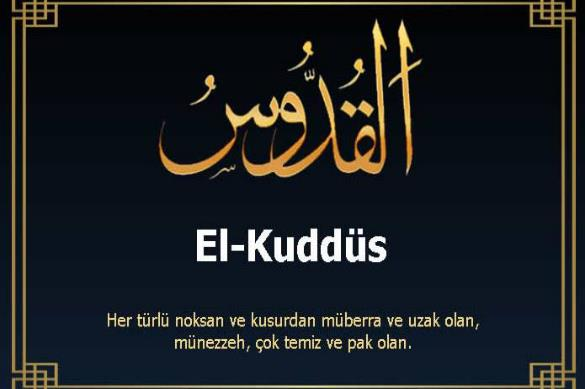 القُدُّوسُ
El-Kuddüs
Her türlü noksan ve kusurdan müberra ve uzak olan,
münezzeh, çok temiz ve pak olan.